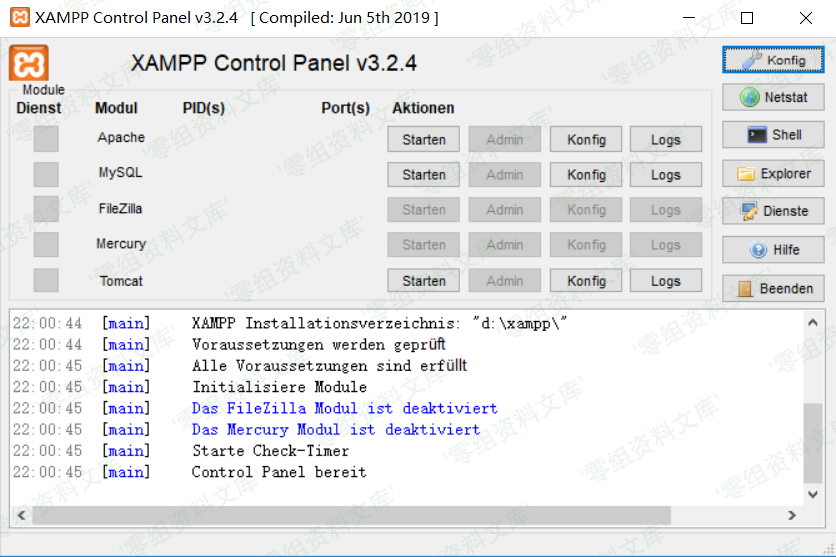 XAMPP Control Panel v3.2.4 [ Compiled: Jun 5th 2019 ]
XAMPP Control Panel v3.2.4
Konfig
Module
Dienst Modul PID(s) Port(s) Aktionen
Netstat
Apache Starten Admin Konfig Logs
Shell
MySQL Starten Admin Konfig Logs
Explorer
FileZilla Starten Admin Konfig Logs
Dienste
Mercury Starten Admin Konfig Logs
Hilfe
Tomcat Starten Admin Konfig Logs
Beenden
22:00:44 [main] XAMPP Installationsverzeichnis: "d:\xampp\"
22:00:44 [main] Voraussetzungen werden geprüft
22:00:45 [main] Alle Voraussetzungen sind erfüllt
22:00:45 [main] Initialisiere Module
22:00:45 [main] Das FileZilla Modul ist deaktiviert
22:00:45 [main] Das Mercury Modul ist deaktiviert
22:00:45 [main] Starte Check-Timer
22:00:45 [main] Control Panel bereit
'零组资料文库'